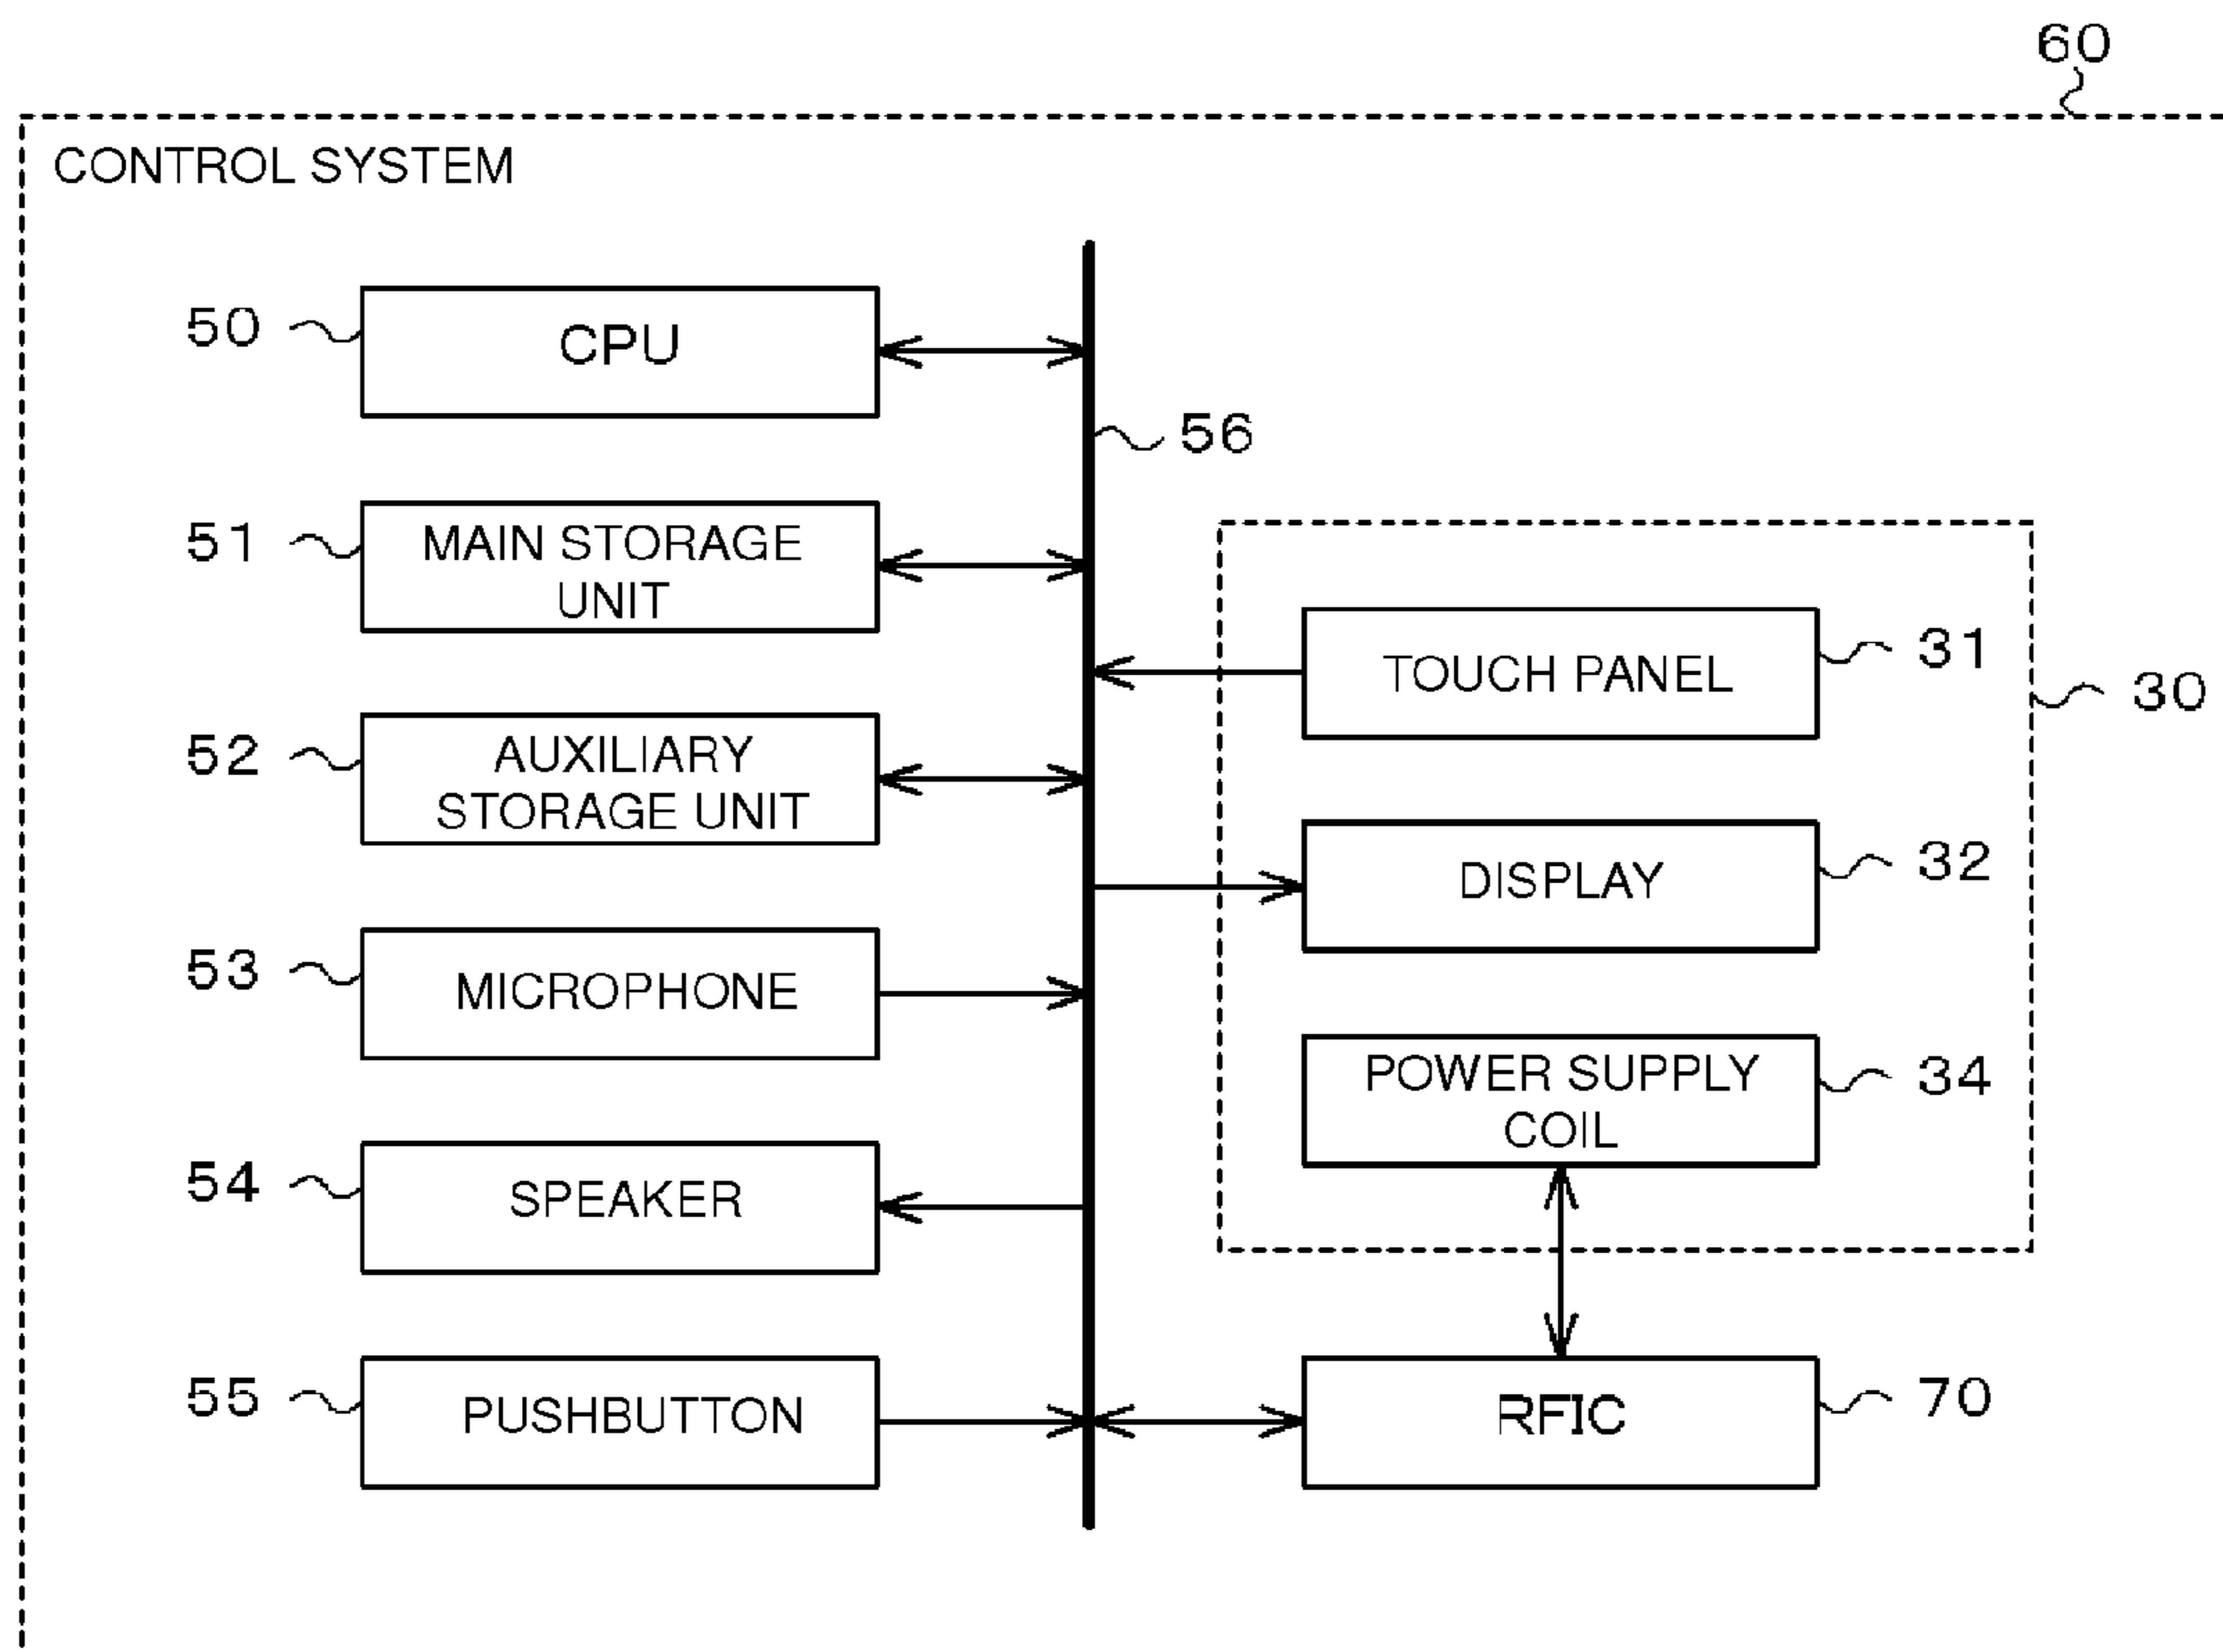 60
CONTROL SYSTEM
50
CPU
56
51
MAIN STORAGE
UNIT
52
AUXILIARY
STORAGE UNIT
53
MICROPHONE
54
SPEAKER
55
PUSHBUTTON
TOUCH PANEL
31
30
DISPLAY
32
POWER SUPPLY
COIL
34
RFIC
70